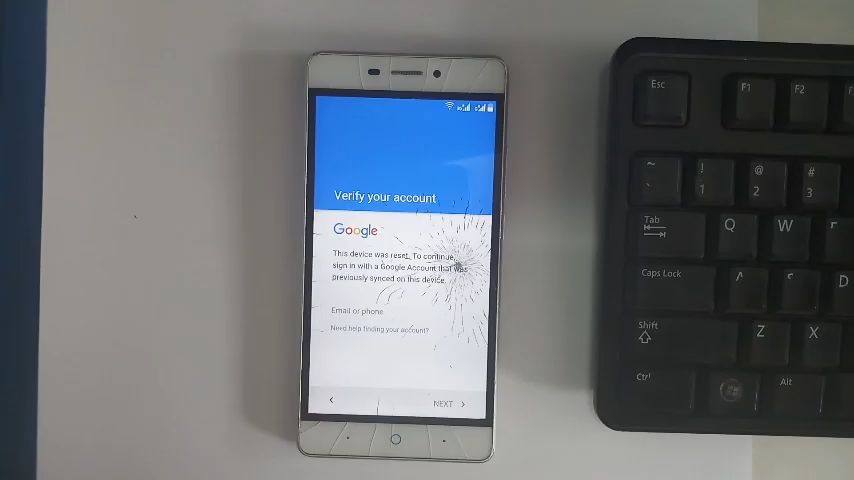 Verify your account
Google
This device was reset. To continue,
sign in with a Google Account that was
previously synced on this device.
Email or phone
Need help finding your account?
NEXT
Esc
F1
F2
F
~
`
!
1
@
2
#
3
Tab
Q
W
Caps Lock
D
Shift
Z
X
Ctrl
Alt